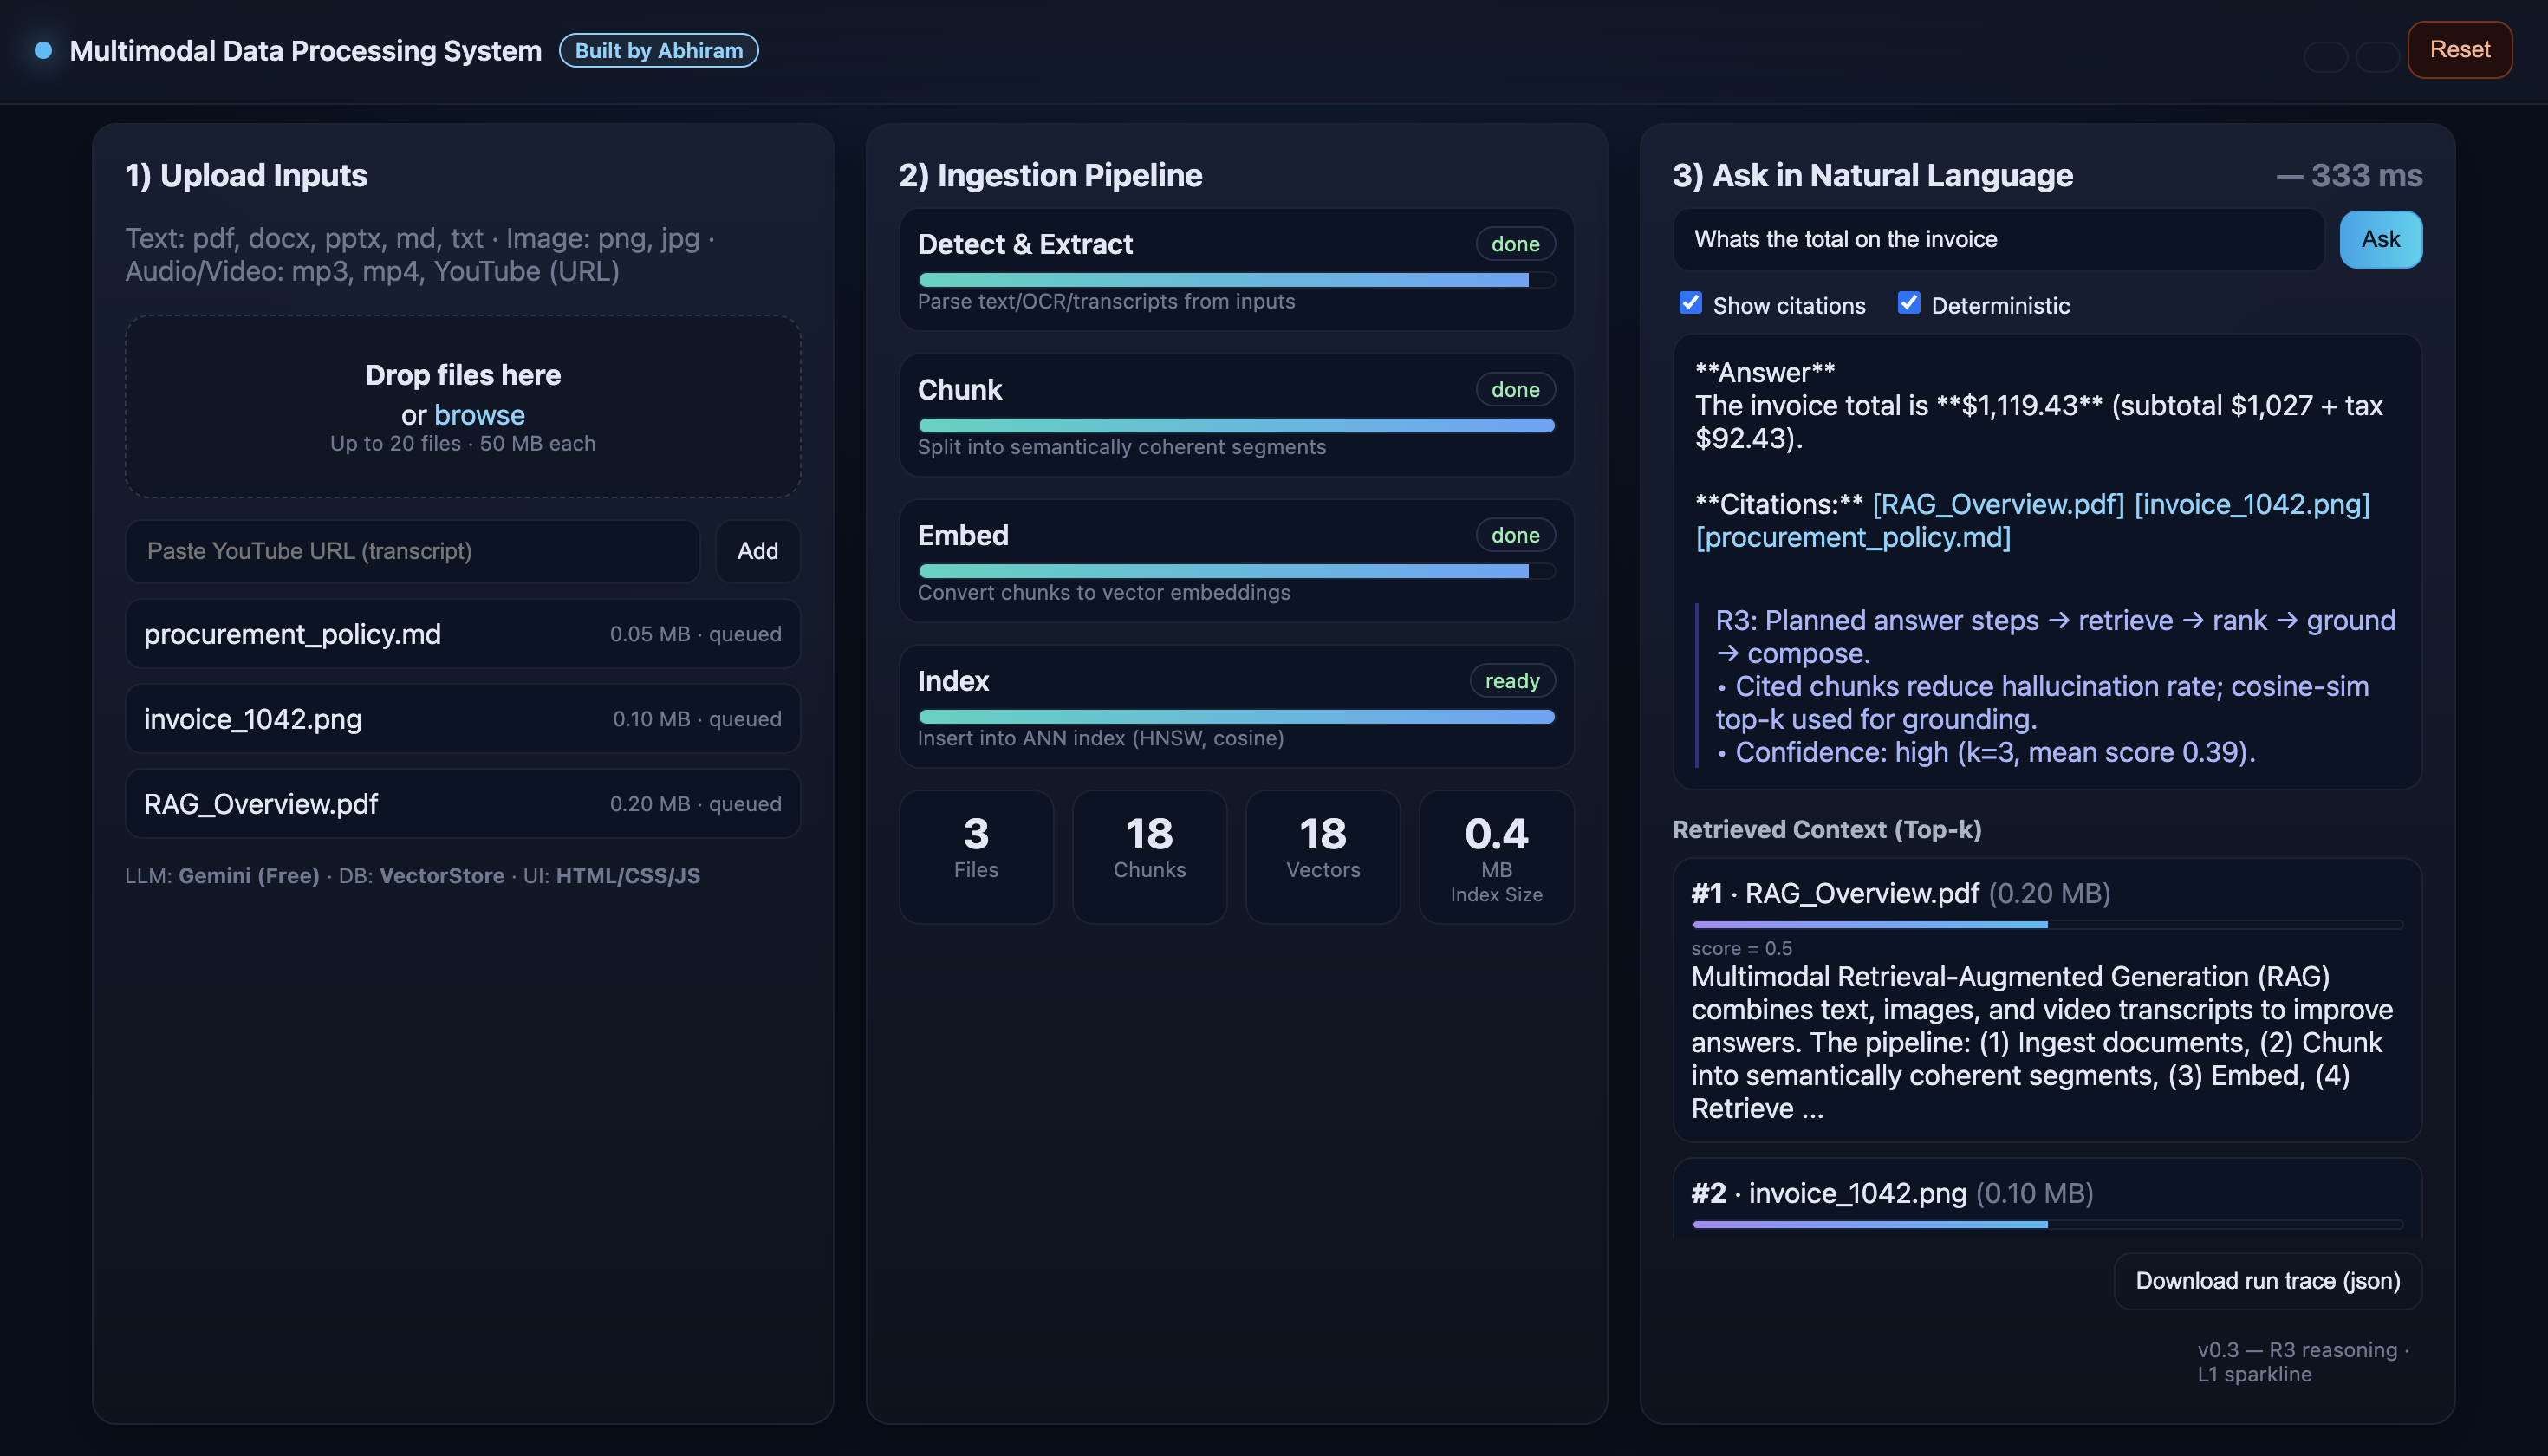 Multimodal Data Processing System
Built by Abhiram
Reset
1) Upload Inputs
Text: pdf, docx, pptx, md, txt · Image: png, jpg ·
Audio/Video: mp3, mp4, YouTube (URL)
Drop files here
or browse
Up to 20 files · 50 MB each
Paste YouTube URL (transcript)
Add
procurement_policy.md
0.05 MB · queued
invoice_1042.png
0.10 MB · queued
RAG_Overview.pdf
0.20 MB · queued
LLM: Gemini (Free) · DB: VectorStore · UI: HTML/CSS/JS
2) Ingestion Pipeline
Detect & Extract
done
Parse text/OCR/transcripts from inputs
Chunk
done
Split into semantically coherent segments
Embed
done
Convert chunks to vector embeddings
Index
ready
Insert into ANN index (HNSW, cosine)
3
Files
18
Chunks
18
Vectors
0.4
MB
Index Size
3) Ask in Natural Language
— 333 ms
Whats the total on the invoice
Ask
Show citations
Deterministic
**Answer**
The invoice total is **$1,119.43** (subtotal $1,027 + tax
$92.43).
**Citations:** [RAG_Overview.pdf] [invoice_1042.png]
[procurement_policy.md]
R3: Planned answer steps → retrieve → rank → ground
→ compose.
• Cited chunks reduce hallucination rate; cosine-sim
top-k used for grounding.
• Confidence: high (k=3, mean score 0.39).
Retrieved Context (Top-k)
#1 · RAG_Overview.pdf (0.20 MB)
score = 0.5
Multimodal Retrieval-Augmented Generation (RAG)
combines text, images, and video transcripts to improve
answers. The pipeline: (1) Ingest documents, (2) Chunk
into semantically coherent segments, (3) Embed, (4)
Retrieve ...
#2 · invoice_1042.png (0.10 MB)
Download run trace (json)
v0.3 — R3 reasoning ·
L1 sparkline